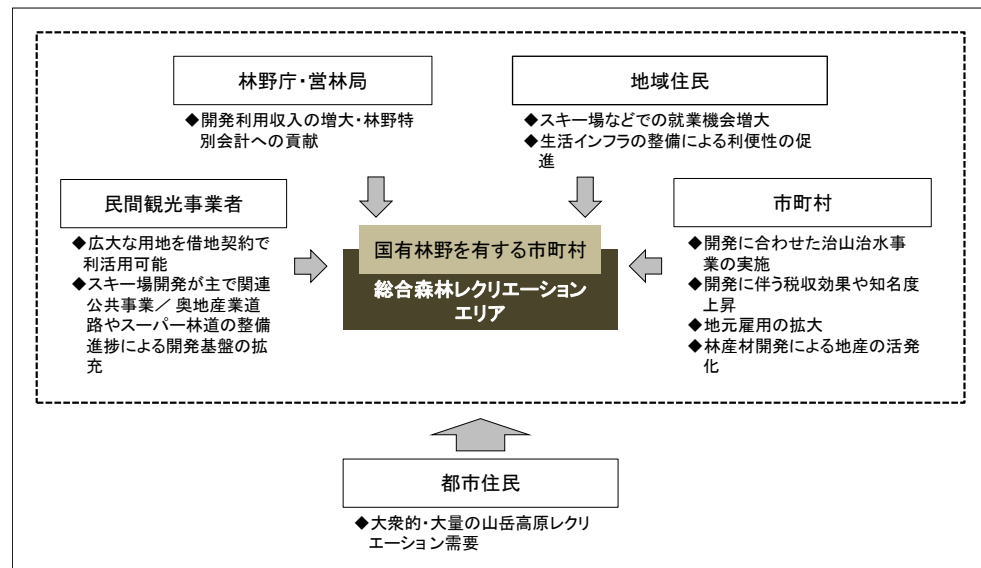 林野庁・営林局
◆開発利用収入の増大・林野特
別会計への貢献
地域住民
◆スキー場などでの就業機会増大
◆生活インフラの整備による利便性の促
進
民間観光事業者
◆広大な用地を借地契約で
利活用可能
◆スキー場開発が主で関連
公共事業／奥地産業道
路やスーパー林道の整備
進捗による開発基盤の拡
充
国有林野を有する市町村
総合森林レクリエーション
エリア
市町村
◆開発に合わせた治山治水事
業の実施
◆開発に伴う税収効果や知名度
上昇
◆地元雇用の拡大
◆林産材開発による地産の活発
化
都市住民
◆大衆的・大量の山岳高原レクリ
エーション需要